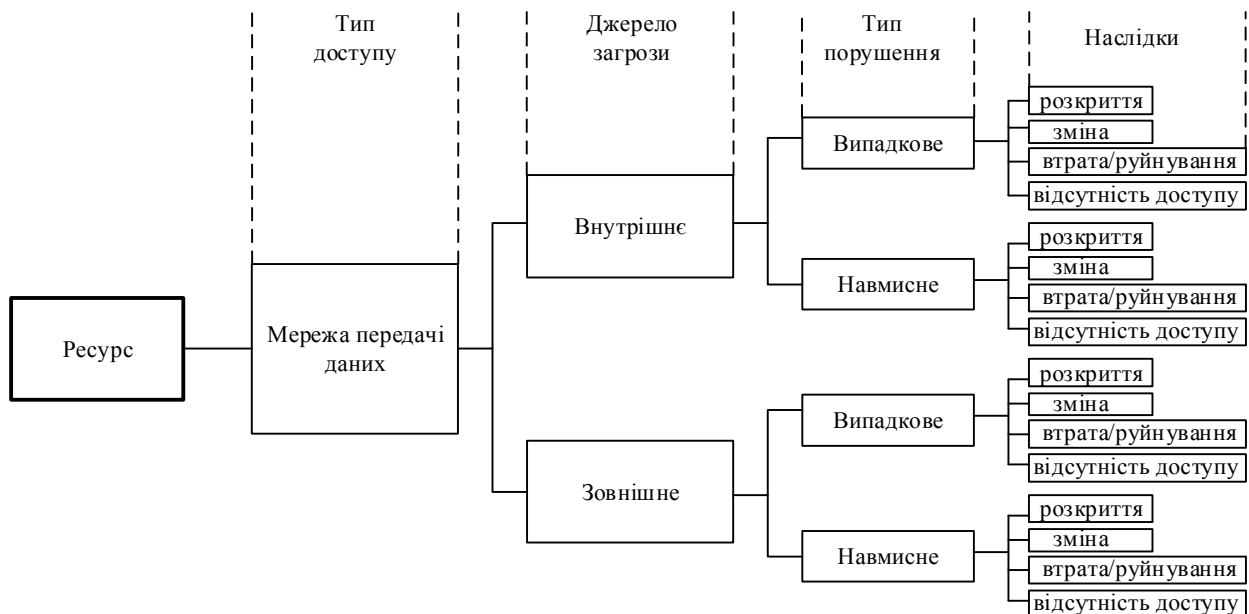 Тип
доступу
Джерело
загрози
Тип
порушення
Наслідки
Ресурс
Мережа передачі
даних
Внутрішнє
Зовнішне
Випадкове
Навмисне
Випадкове
Навмисне
розкриття
зміна
втрата/руйнування
відсутність доступу
розкриття
зміна
втрата/руйнування
відсутність доступу
розкриття
зміна
втрата/руйнування
відсутність доступу
розкриття
зміна
втрата/руйнування
відсутність доступу